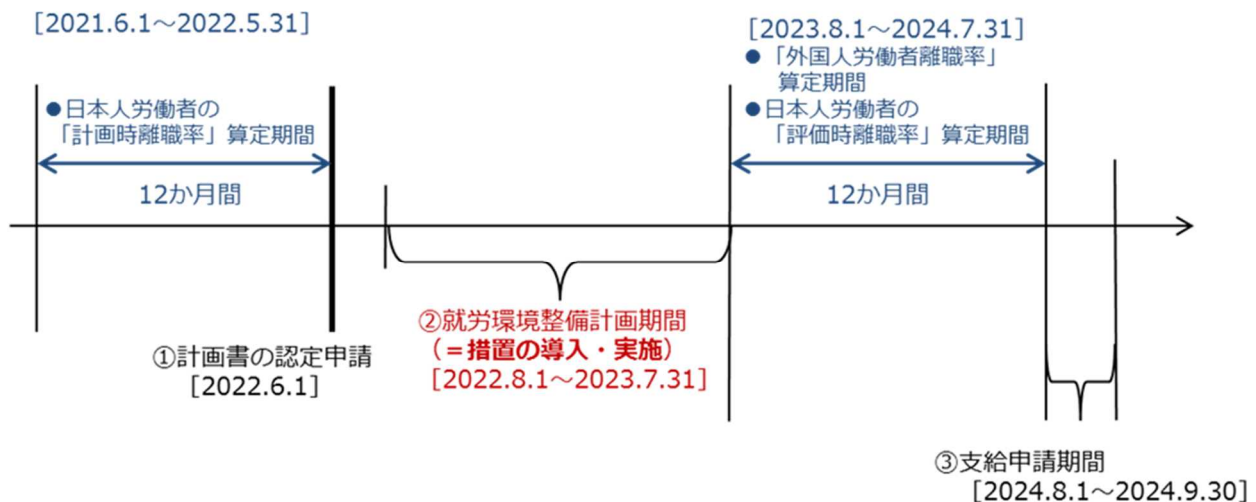 [2021.6.1～2022.5.31]
●日本人労働者の
「計画時離職率」算定期間
12か月間
①計画書の認定申請
[2022.6.1]
②就労環境整備計画期間
(＝措置の導入・実施)
[2022.8.1～2023.7.31]
[2023.8.1～2024.7.31]
●「外国人労働者離職率」
算定期間
●日本人労働者の
「評価時離職率」算定期間
12か月間
③支給申請期間
[2024.8.1～2024.9.30]